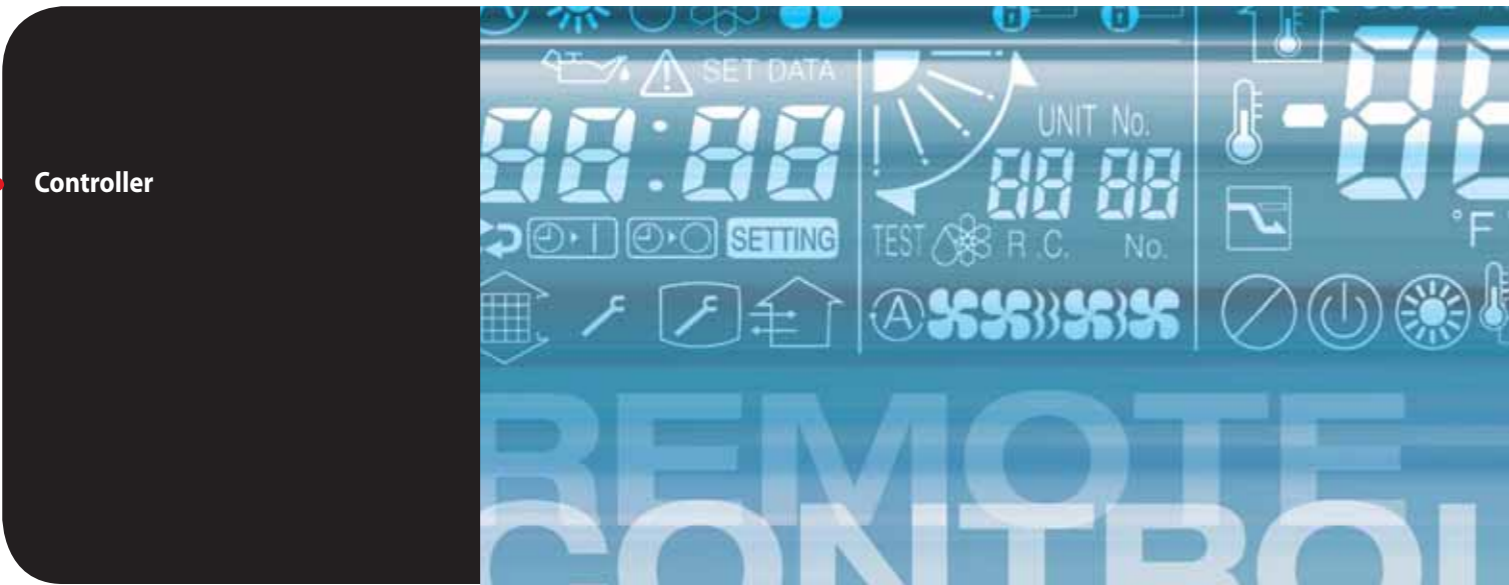 Controller
SET DATA
88:88
UNIT No.
88 88
SETTING
TEST
R.C. No.
A
°F
REMOTE
CONTROL